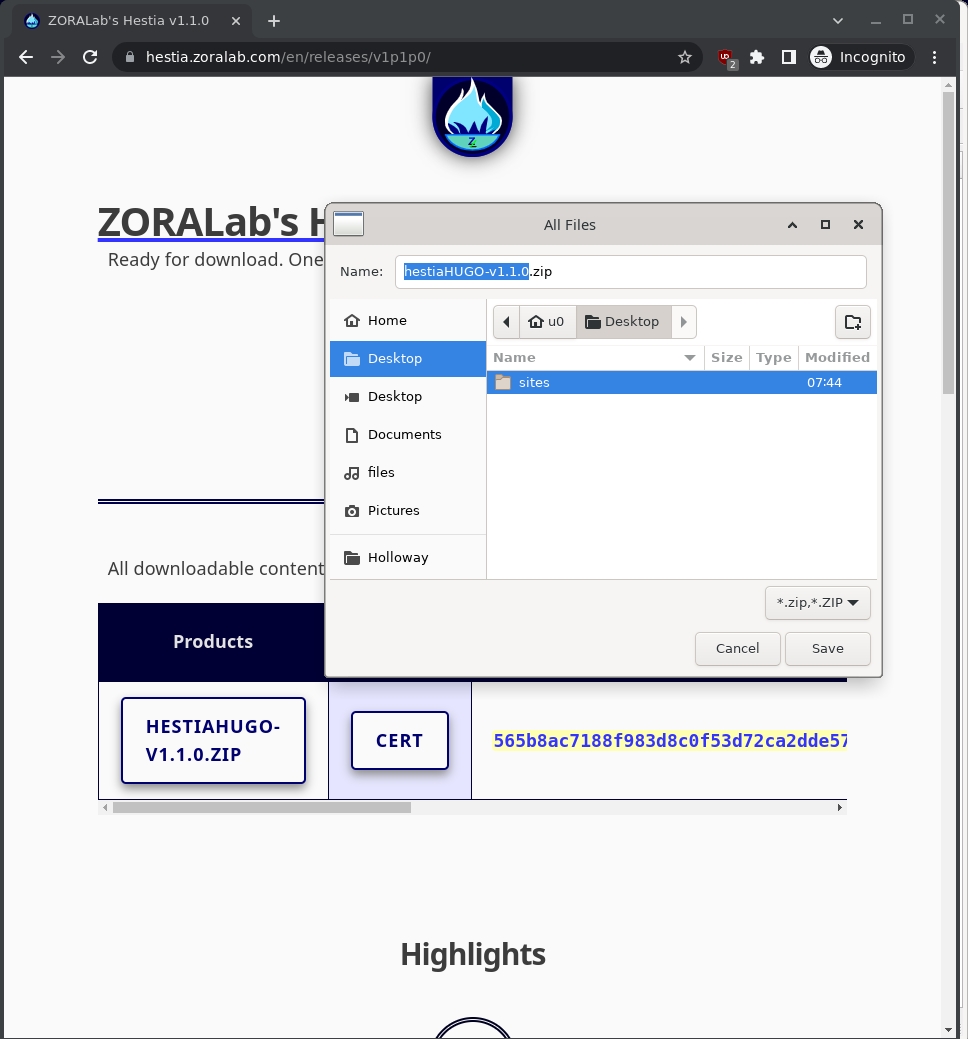 ZORALab's Hestia v1.1.0
hestia.zoralab.com/en/releases/v1p1p0/
2
Incognito
Z
ZORALab's H
Ready for download. One
All Files
Name:
hestiaHUGO-v1.1.0.zip
Home
Desktop
Desktop
Documents
files
Pictures
Holloway
u0
Desktop
Name
Size
Type
Modified
sites
07:44
*.zip,*.ZIP
Cancel
Save
All downloadable content
Products
HESTIAHUGO-
V1.1.0.ZIP
CERT
565b8ac7188f983d8c0f53d72ca2dde57
Highlights